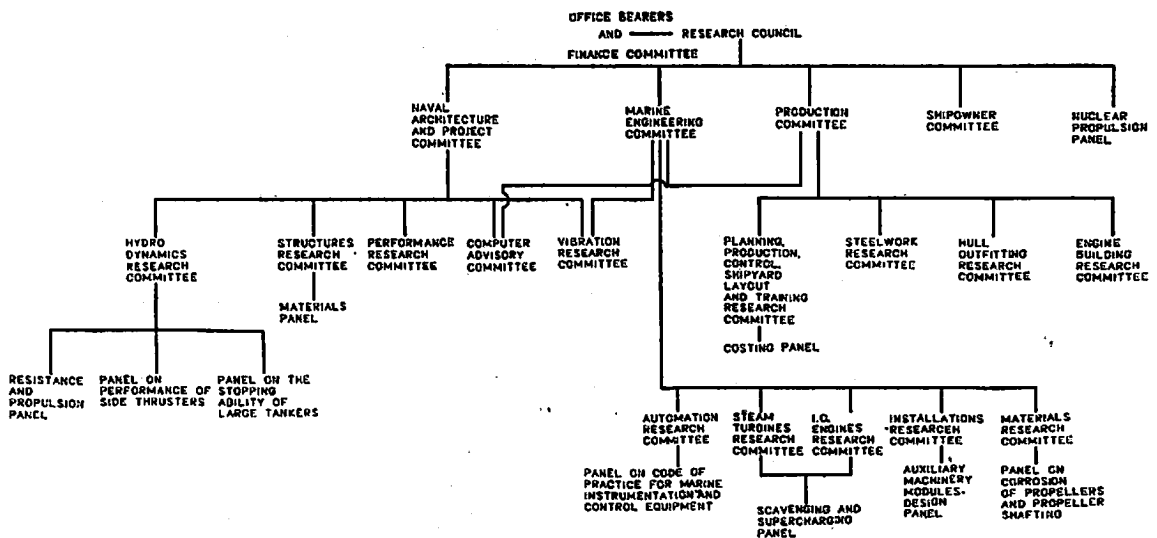 OFFICE BEARERS
AND
RESEARCH COUNCIL
FINANCE COMMITTEE
NAVAL
ARCHITECTURE
AND PROJECT
COMMITTEE
MARINE
ENGINEERING
COMMITTEE
PRODUCTION
COMMITTEE
SHIPOWNER
COMMITTEE
NUCLEAR
PROPULSION
PANEL
HYDRO
DYNAMICS
RESEARCH
COMMITTEE
STRUCTURES
RESEARCH
COMMITTEE
PERFORMANCE
RESEARCH
COMMITTEE
COMPUTER
ADVISORY
COMMITTEE
VIBRATION
RESEARCH
COMMITTEE
PLANNING,
PRODUCTION,
CONTROL,
SHIPYARD
LAYOUT
AND TRAINING
RESEARCH
COMMITTEE
STEELWORK
RESEARCH
COMMITTEE
HULL
OUTFITTING
RESEARCH
COMMITTEE
ENGINE
BUILDING
RESEARCH
COMMITTEE
MATERIALS
PANEL
COSTING PANEL
RESISTANCE
AND
PROPULSION
PANEL
PANEL ON
PERFORMANCE OF
SIDE THRUSTERS
PANEL ON THE
STOPPING
ABILITY OF
LARGE TANKERS
AUTOMATION
RESEARCH
COMMITTEE
STEAM
TURBINES
RESEARCH
COMMITTEE
I.C.
ENGINES
RESEARCH
COMMITTEE
INSTALLATIONS
RESEARCH
COMMITTEE
MATERIALS
RESEARCH
COMMITTEE
PANEL ON CODE OF
PRACTICE FOR MARINE
INSTRUMENTATION AND
CONTROL EQUIPMENT
SCAVENGING AND
SUPERCHARGING
PANEL
AUXILIARY
MACHINERY
MODULES-
DESIGN
PANEL
PANEL ON
CORROSION
OF PROPELLERS
AND PROPELLER
SHAFTING